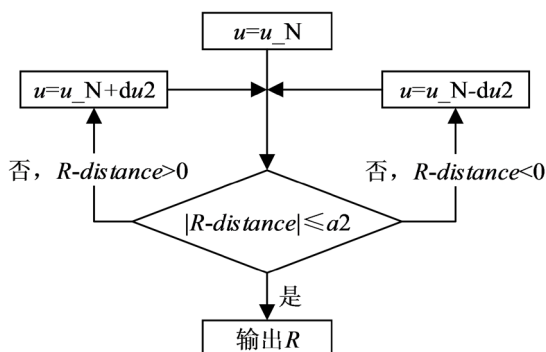 u=u_N
u=u_N+du2
u=u_N-du2
否，R-distance>0
否，R-distance<0
|R-distance|≤a2
是
输出R